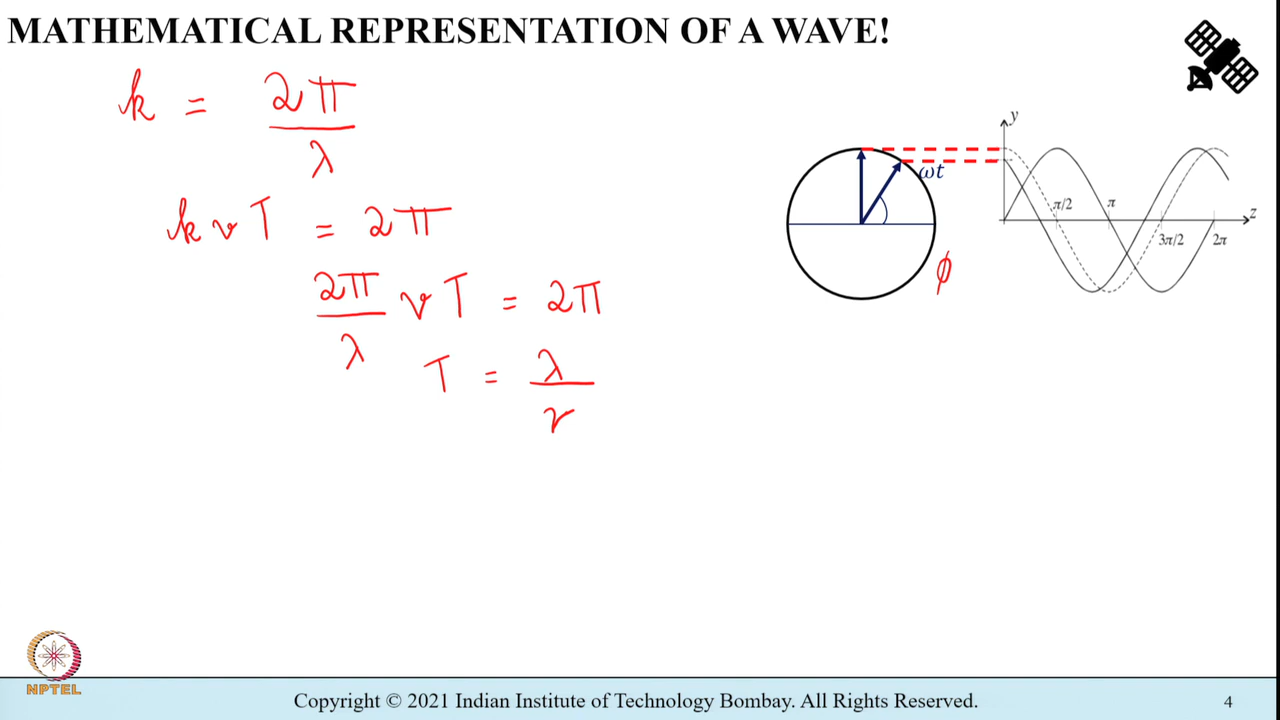 MATHEMATICAL REPRESENTATION OF A WAVE!
k = 2π / λ
k v T = 2π
2π / λ v T = 2π
T = λ / v
ωt
ϕ
y
π/2
π
z
3π/2
2π
NPTEL
Copyright © 2021 Indian Institute of Technology Bombay. All Rights Reserved.
4